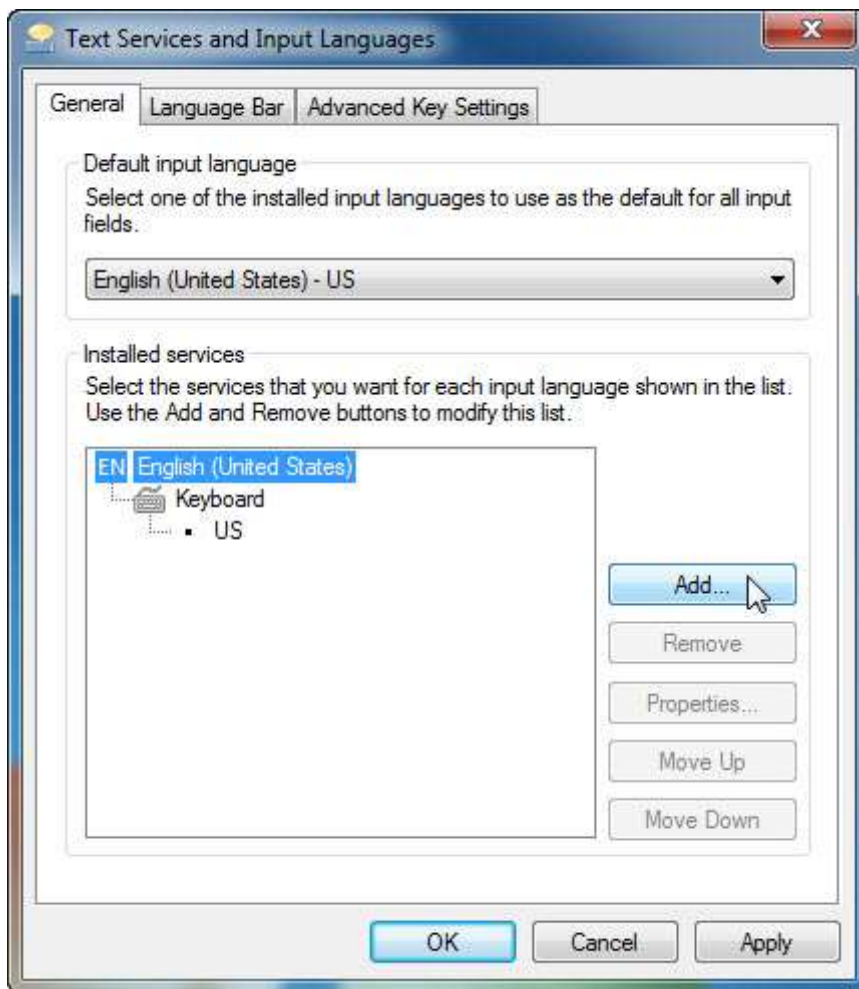 Text Services and Input Languages
General
Language Bar
Advanced Key Settings
Default input language
Select one of the installed input languages to use as the default for all input
fields.
English (United States) - US
Installed services
Select the services that you want for each input language shown in the list.
Use the Add and Remove buttons to modify this list.
EN English (United States)
Keyboard
US
Add...
Remove
Properties...
Move Up
Move Down
OK
Cancel
Apply